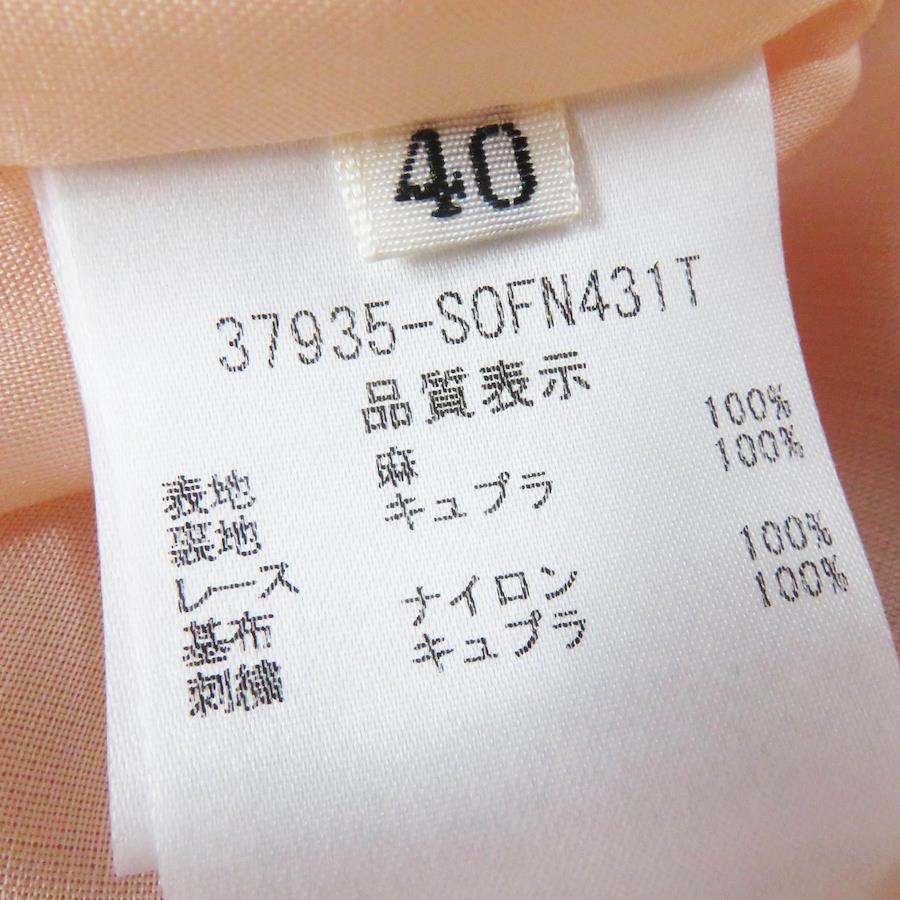 40
37935-SOFN431T
品質表示
表地 麻 100%
裏地 キュプラ 100%
レース
基布 ナイロン 100%
刺繍 キュプラ 100%